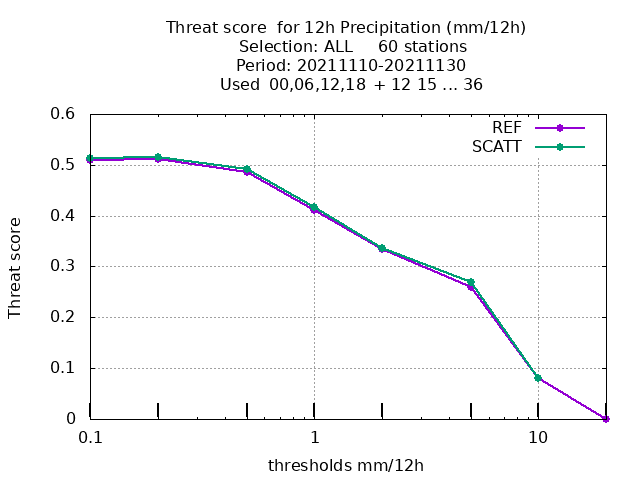 Threat score  for 12h Precipitation (mm/12h)
Selection: ALL     60 stations
Period: 20211110-20211130
Used  00,06,12,18  + 12 15 ... 36
REF
SCATT
0.6
0.5
0.4
0.3
0.2
0.1
0
Threat score
0.1 1 10
thresholds mm/12h